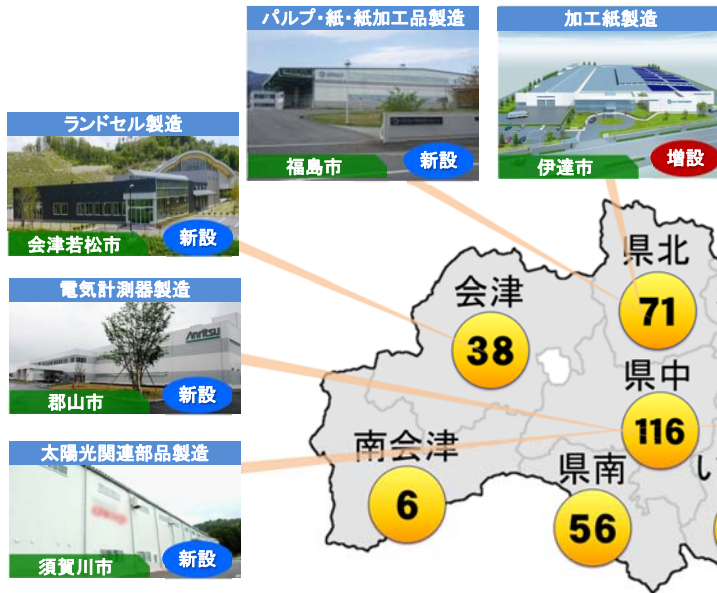 パルプ・紙・紙加工品製造
福島市
新設
加工紙製造
伊達市
増設
ランドセル製造
会津若松市
新設
電気計測器製造
Anritsu
郡山市
新設
太陽光関連部品製造
須賀川市
新設
県北
71
会津
38
県中
116
南会津
6
県南
56
い